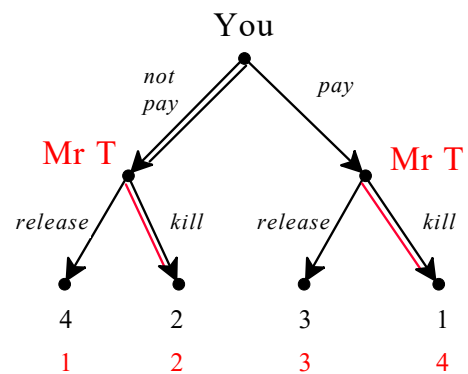 You
not
pay
pay
Mr T
Mr T
release
kill
release
kill
4 2 3 1
1 2 3 4